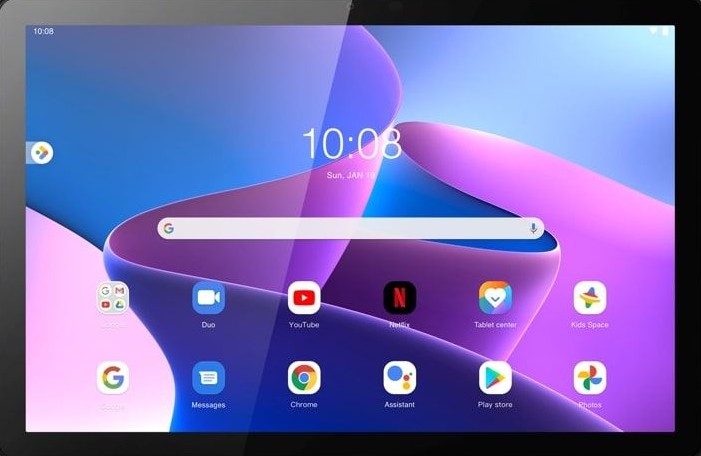 10:08
10:08
Sun, JAN 19
Google Duo YouTube Netflix Tablet center Kids Space
Google Messages Chrome Assistant Play store Photos